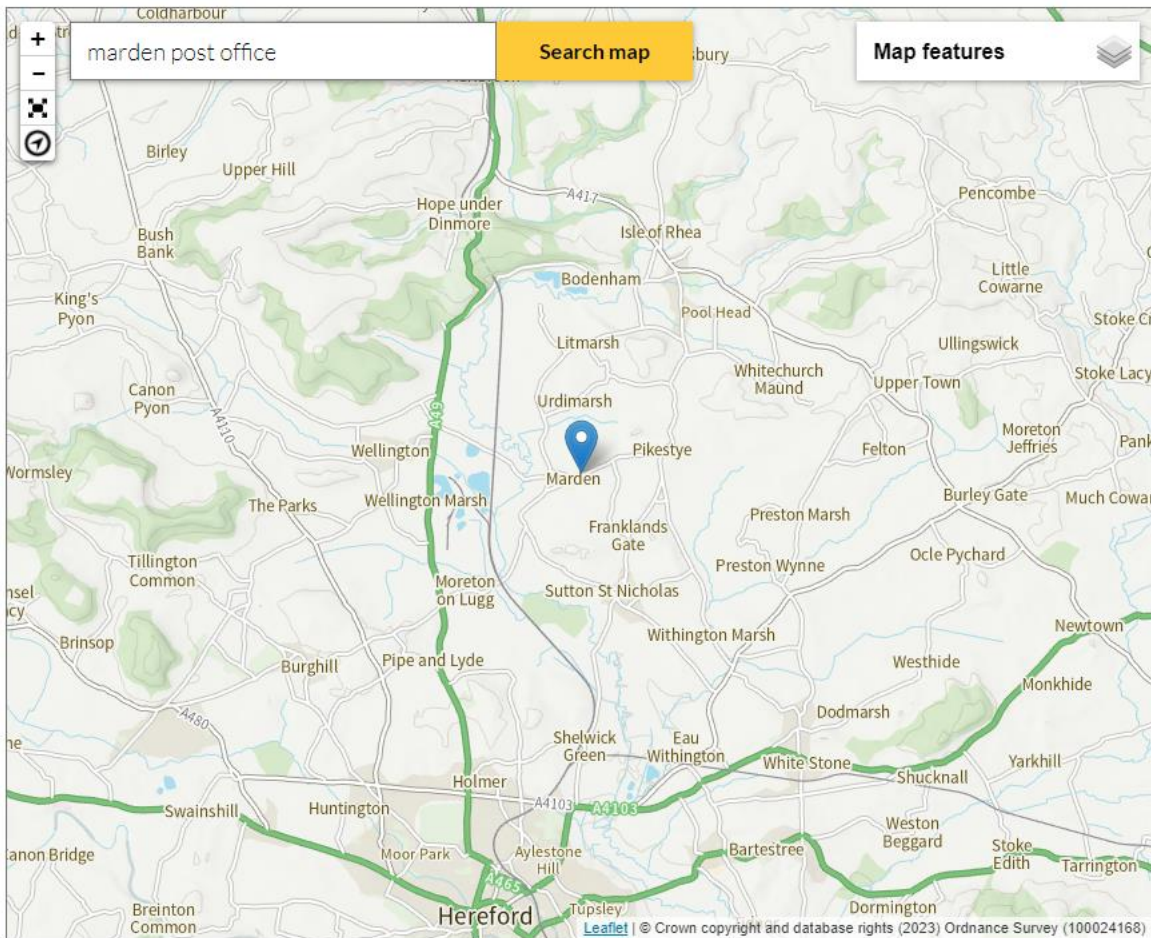 Coldharbour
+
marden post office
Search map
Map features
−
Birley
Upper Hill
A417
Pencombe
Hope under
Dinmore
Bush
Bank
Isle of Rhea
Bodenham
Little
Cowarne
King's
Pyon
Pool Head
Stoke
Litmarsh
Ullingswick
Whitechurch
Maund
Upper Town
Stoke Lacy
Canon
Pyon
Urdimarsh
A49
A4110
Moreton
Jeffries
Wellington
Pikestye
Felton
Wormsley
Marden
Burley Gate
Much
The Parks
Wellington Marsh
Preston Marsh
Franklands
Gate
Tillington
Common
Ocle Pychard
Preston Wynne
Moreton
on Lugg
Sutton St Nicholas
Brinsop
Withington Marsh
Newtown
Burghill
Pipe and Lyde
Westhide
Monkhide
A480
Dodmarsh
Shelwick
Green
Eau
Withington
White Stone
Yarkhill
Holmer
Shucknall
Swainshill
Huntington
A4103
A4103
Weston
Beggard
Stoke
Edith
Moor Park
Aylestone
Hill
Bartestree
Tarrington
Canon Bridge
A465
Breinton
Common
Hereford
Tupsley
Dormington
Leaflet | © Crown copyright and database rights (2023) Ordnance Survey (100024168)